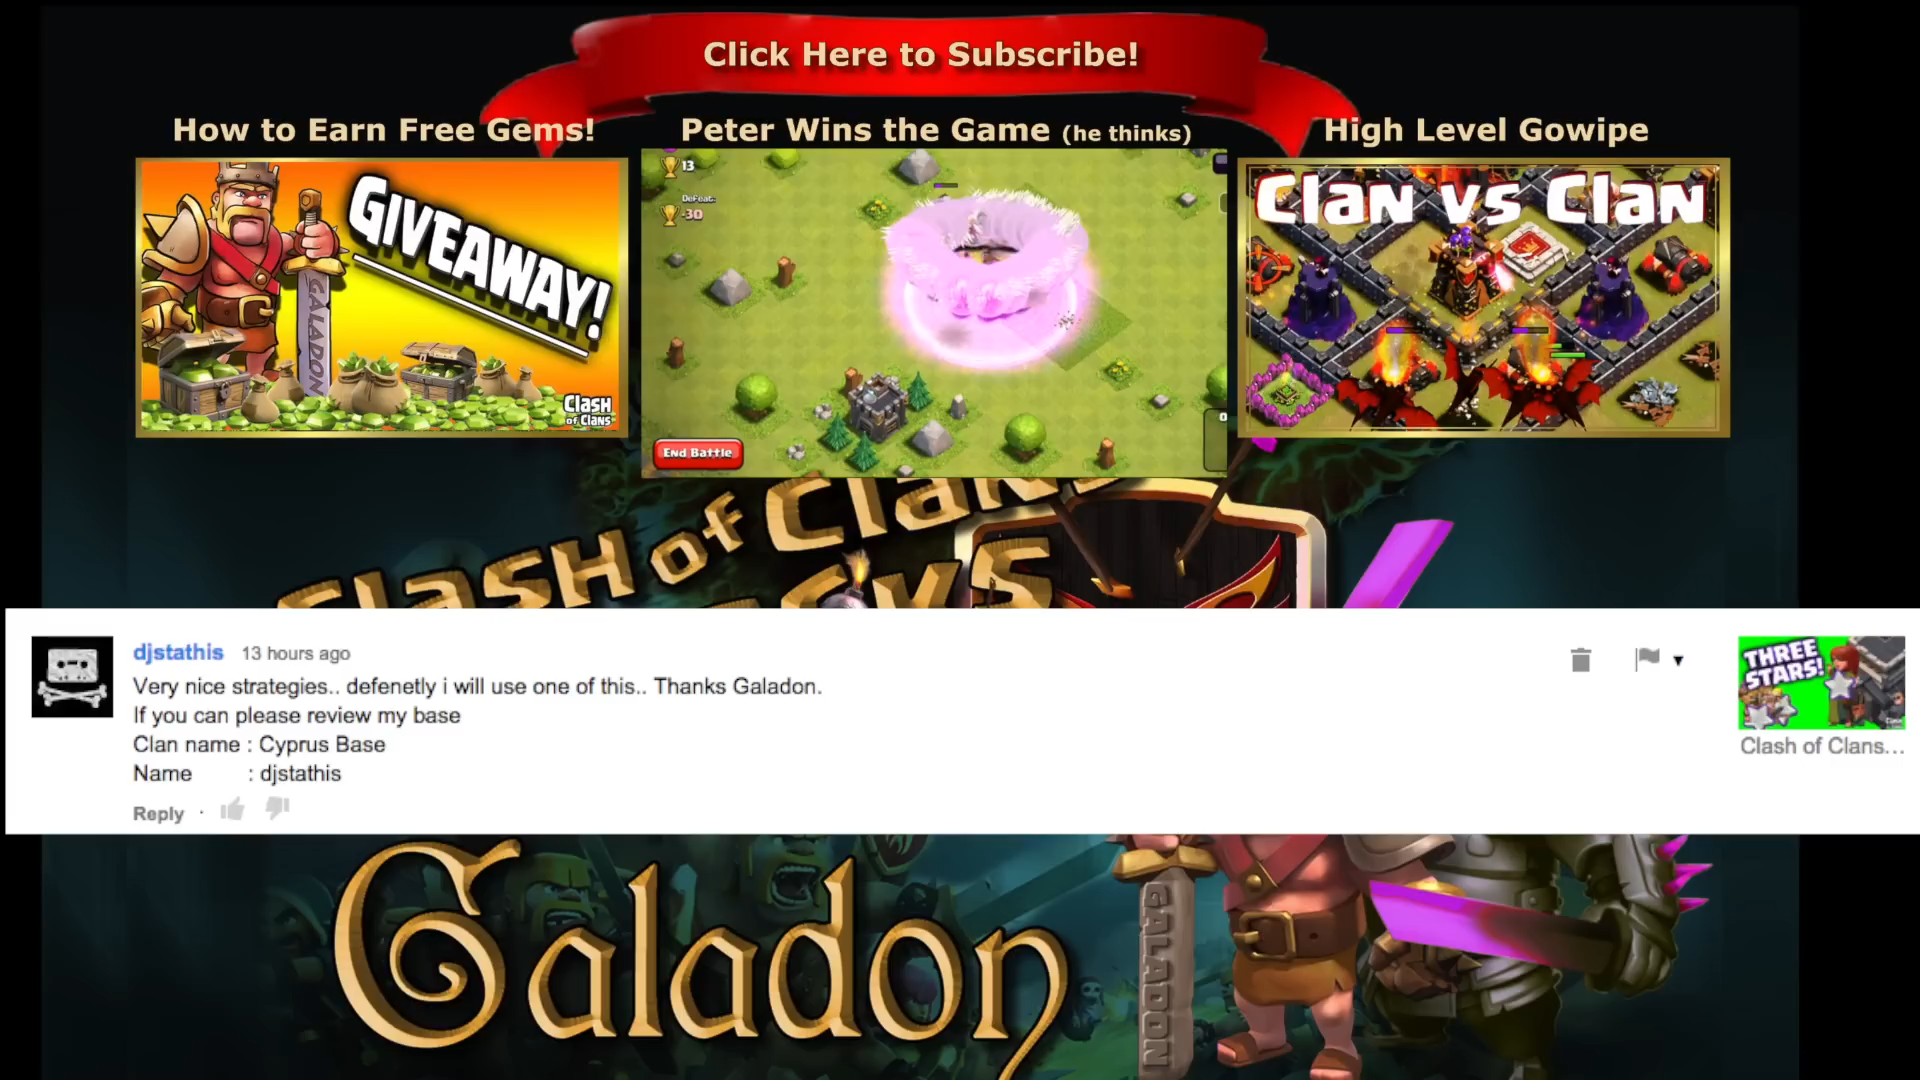 Click Here to Subscribe!
How to Earn Free Gems!
Peter Wins the Game (he thinks)
High Level Gowipe
GIVEAWAY!
GALADON
Clash
of Clans
13
Defeat:
-30
End Battle
0
Clan vs Clan
Clash of Clans
djstathis 13 hours ago
Very nice strategies.. defenetly i will use one of this.. Thanks Galadon.
If you can please review my base
Clan name : Cyprus Base
Name : djstathis
Reply ·
THREE
STARS!
Clash of Clans...
Galadon
GALADON